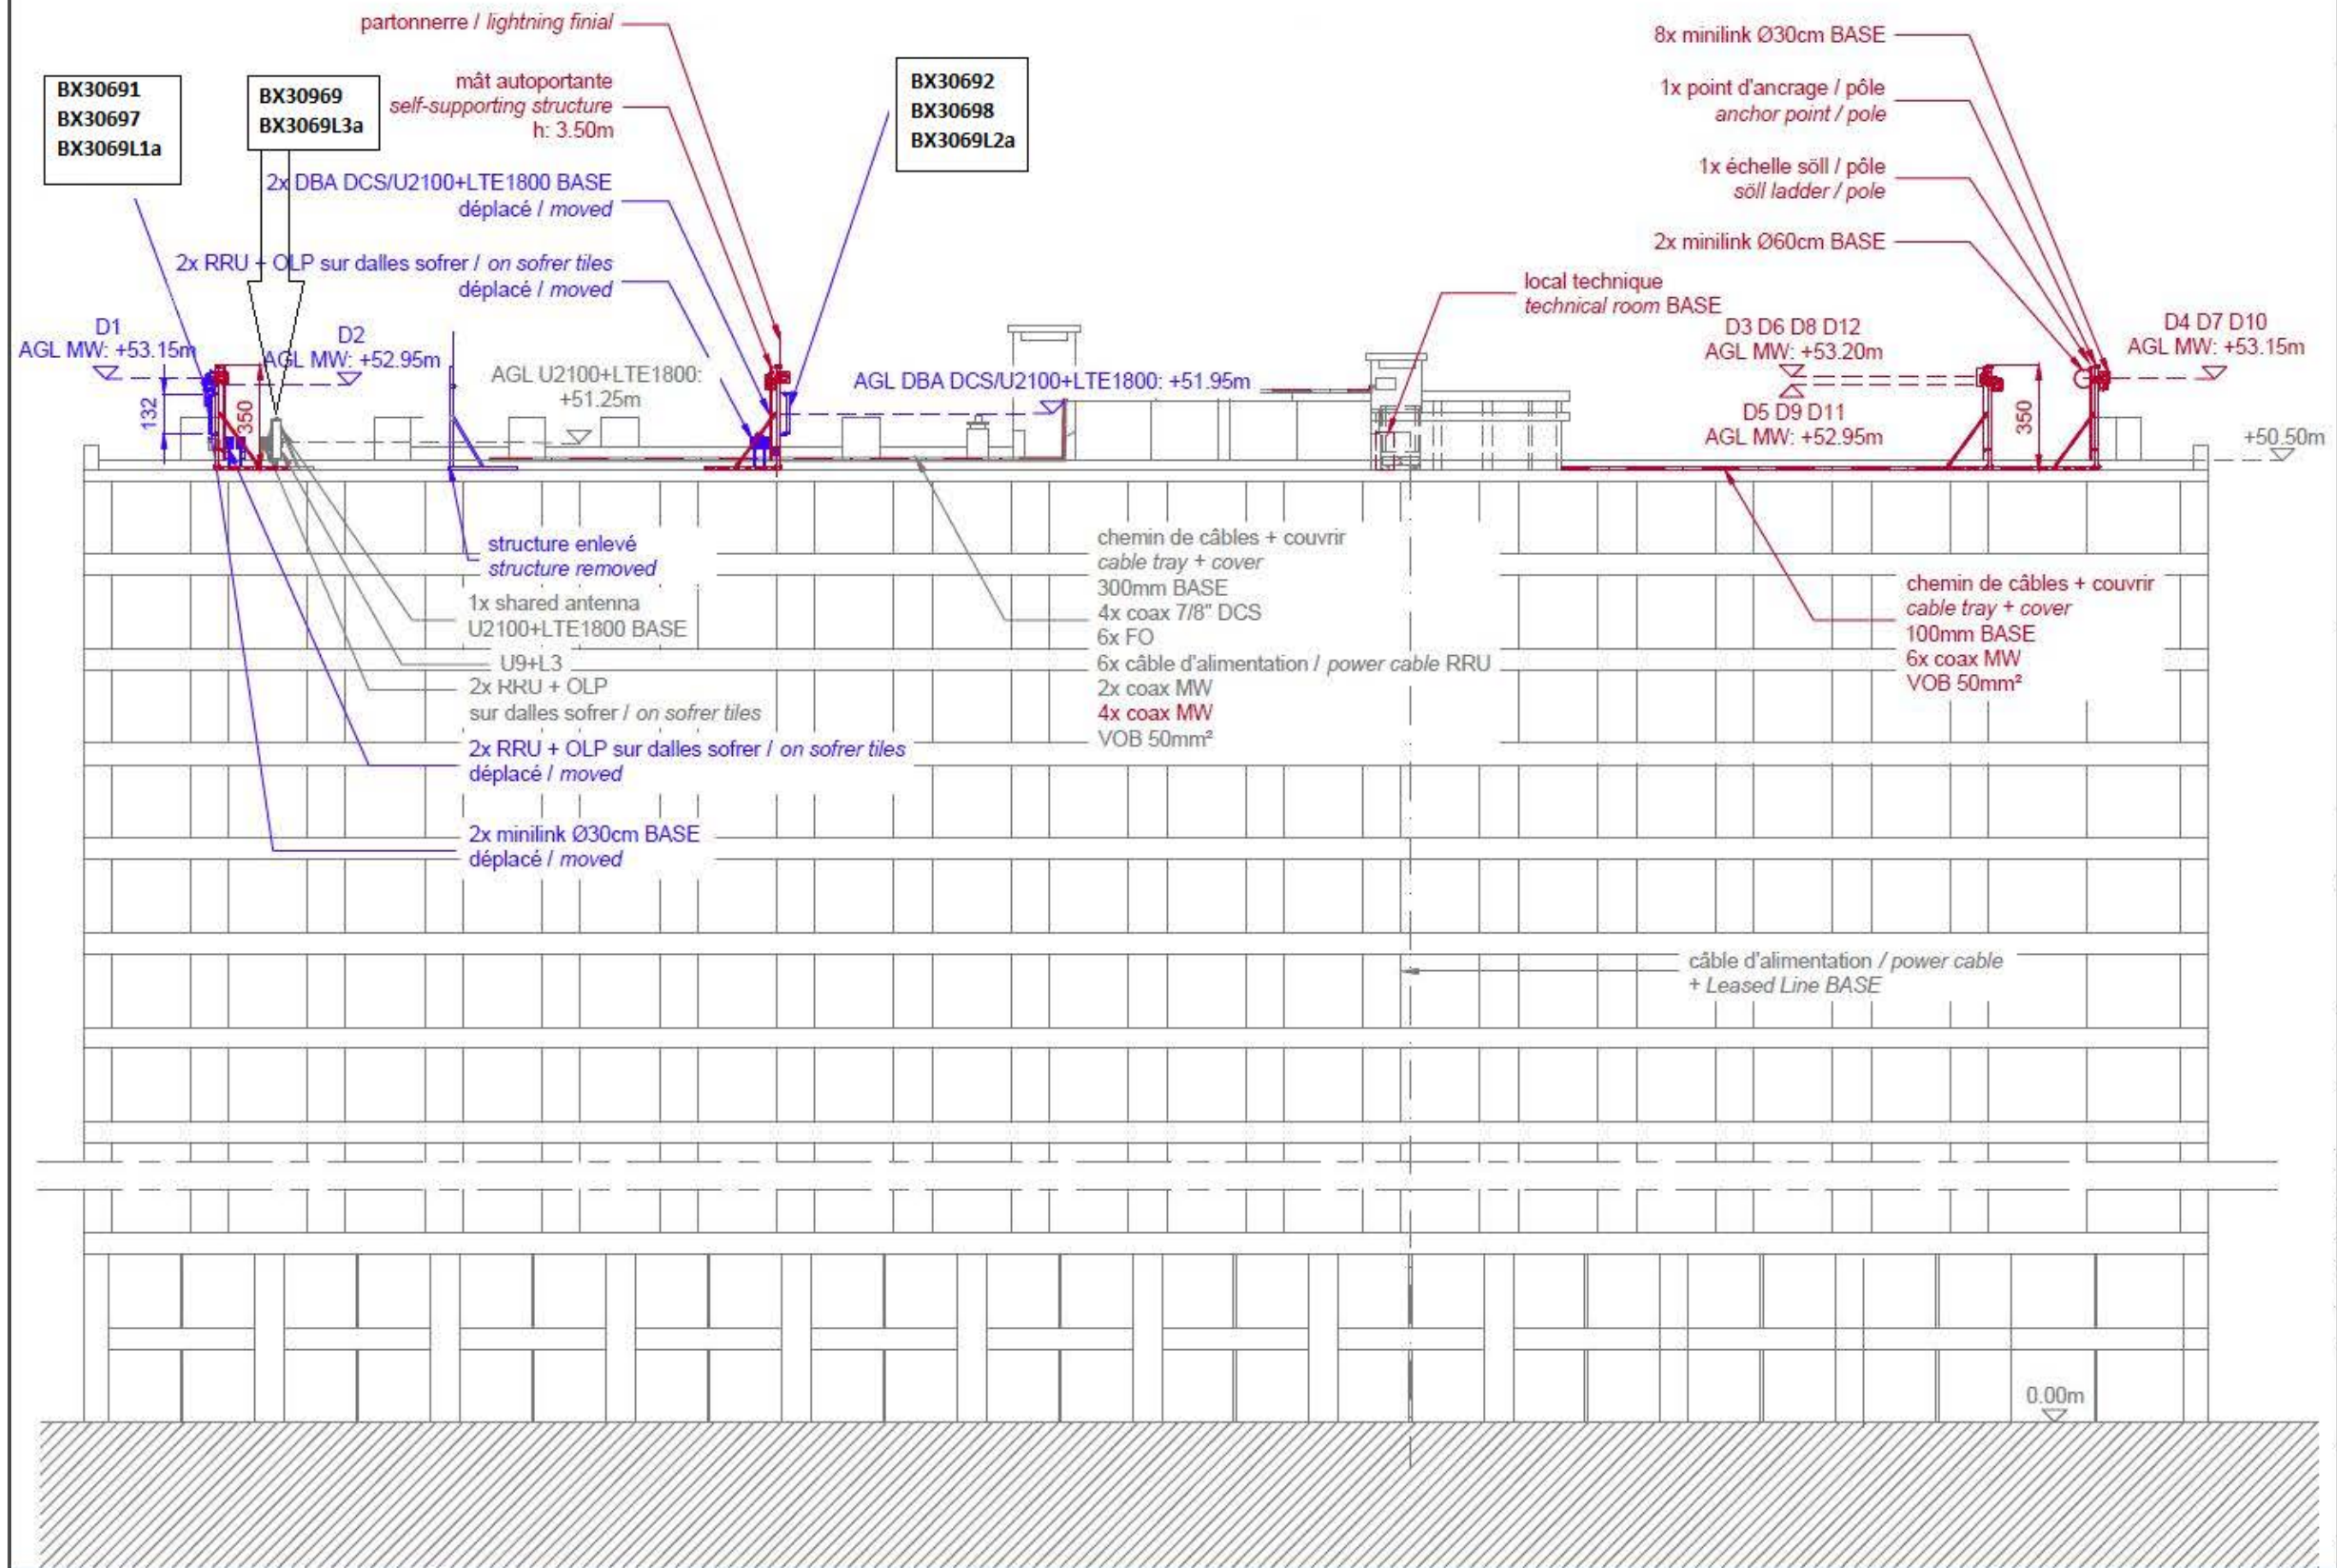 partonnerre / lightning finial
mât autoportante
self-supporting structure
h: 3.50m
BX30691
BX30697
BX3069L1a
BX30969
BX3069L3a
BX30692
BX30698
BX3069L2a
2x DBA DCS/U2100+LTE1800 BASE
déplacé / moved
2x RRU + OLP sur dalles sofrer / on sofrer tiles
déplacé / moved
8x minilink Ø30cm BASE
1x point d'ancrage / pôle
anchor point / pole
1x échelle söll / pôle
söll ladder / pole
2x minilink Ø60cm BASE
local technique
technical room BASE
D1
AGL MW: +53.15m
D2
AGL MW: +52.95m
AGL U2100+LTE1800:
+51.25m
AGL DBA DCS/U2100+LTE1800: +51.95m
D3 D6 D8 D12
AGL MW: +53.20m
D5 D9 D11
AGL MW: +52.95m
D4 D7 D10
AGL MW: +53.15m
132
350
350
+50.50m
structure enlevé
structure removed
1x shared antenna
U2100+LTE1800 BASE
U9+L3
2x RRU + OLP
sur dalles sofrer / on sofrer tiles
2x RRU + OLP sur dalles sofrer / on sofrer tiles
déplacé / moved
2x minilink Ø30cm BASE
déplacé / moved
chemin de câbles + couvrir
cable tray + cover
300mm BASE
4x coax 7/8" DCS
6x FO
6x câble d'alimentation / power cable RRU
2x coax MW
4x coax MW
VOB 50mm²
chemin de câbles + couvrir
cable tray + cover
100mm BASE
6x coax MW
VOB 50mm²
câble d'alimentation / power cable
+ Leased Line BASE
0.00m